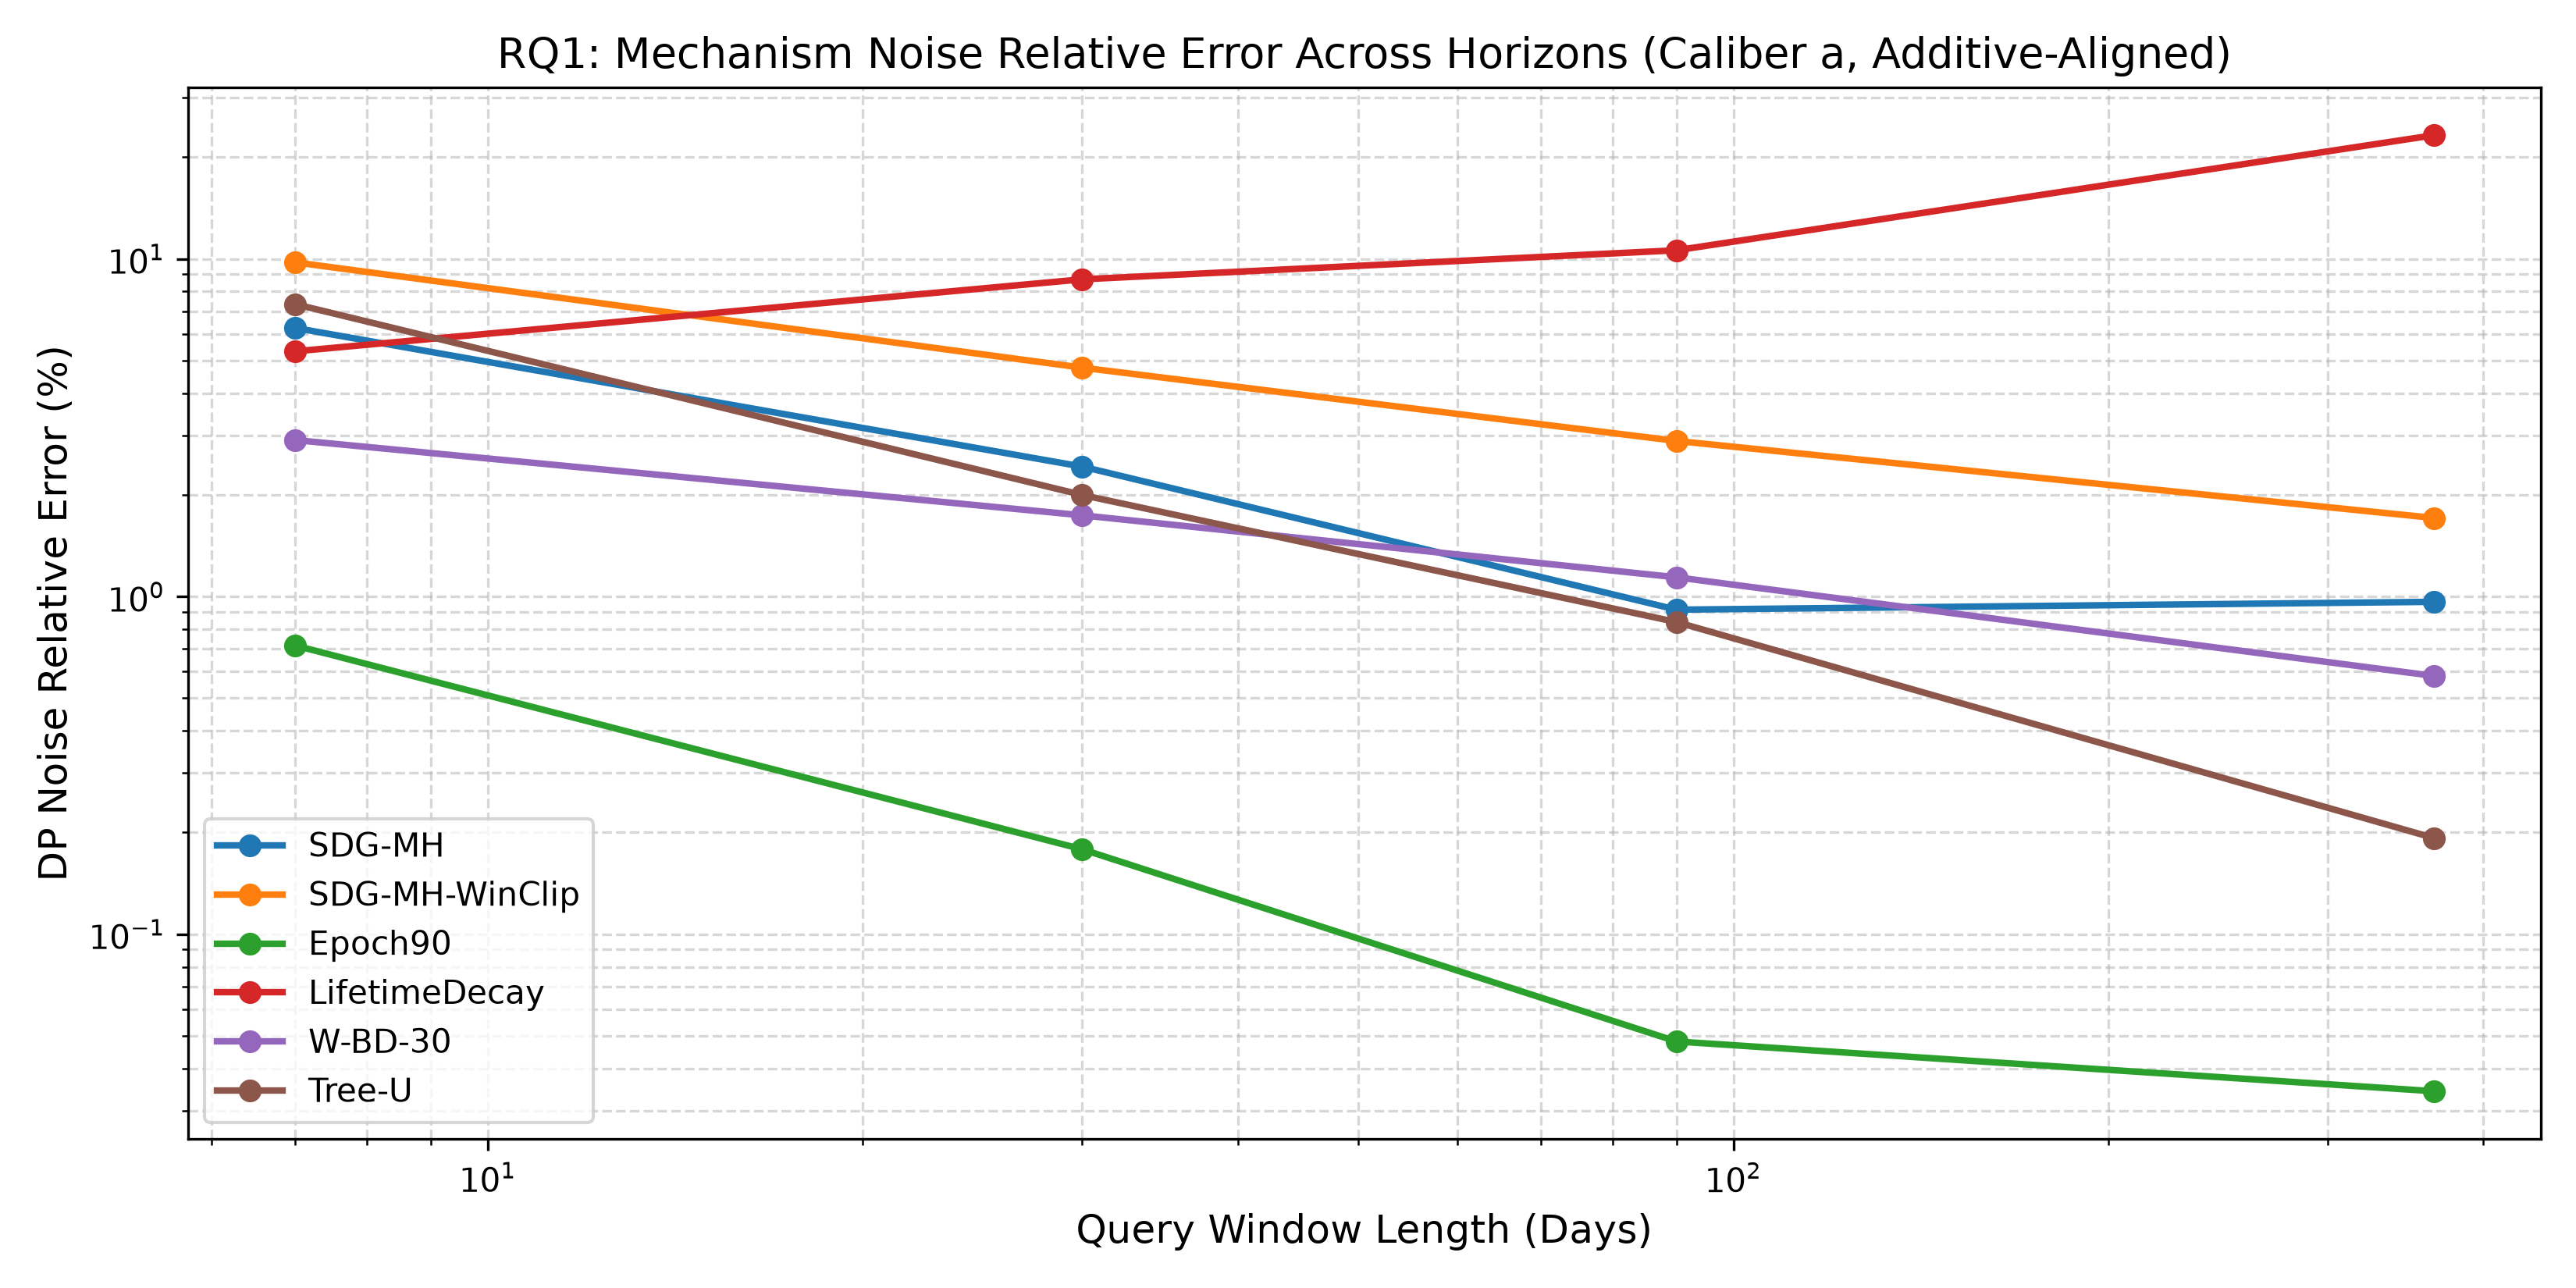 RQ1: Mechanism Noise Relative Error Across Horizons (Caliber a, Additive-Aligned)
DP Noise Relative Error (%)
10¹
10⁰
10⁻¹
SDG-MH
SDG-MH-WinClip
Epoch90
LifetimeDecay
W-BD-30
Tree-U
10¹
10²
Query Window Length (Days)